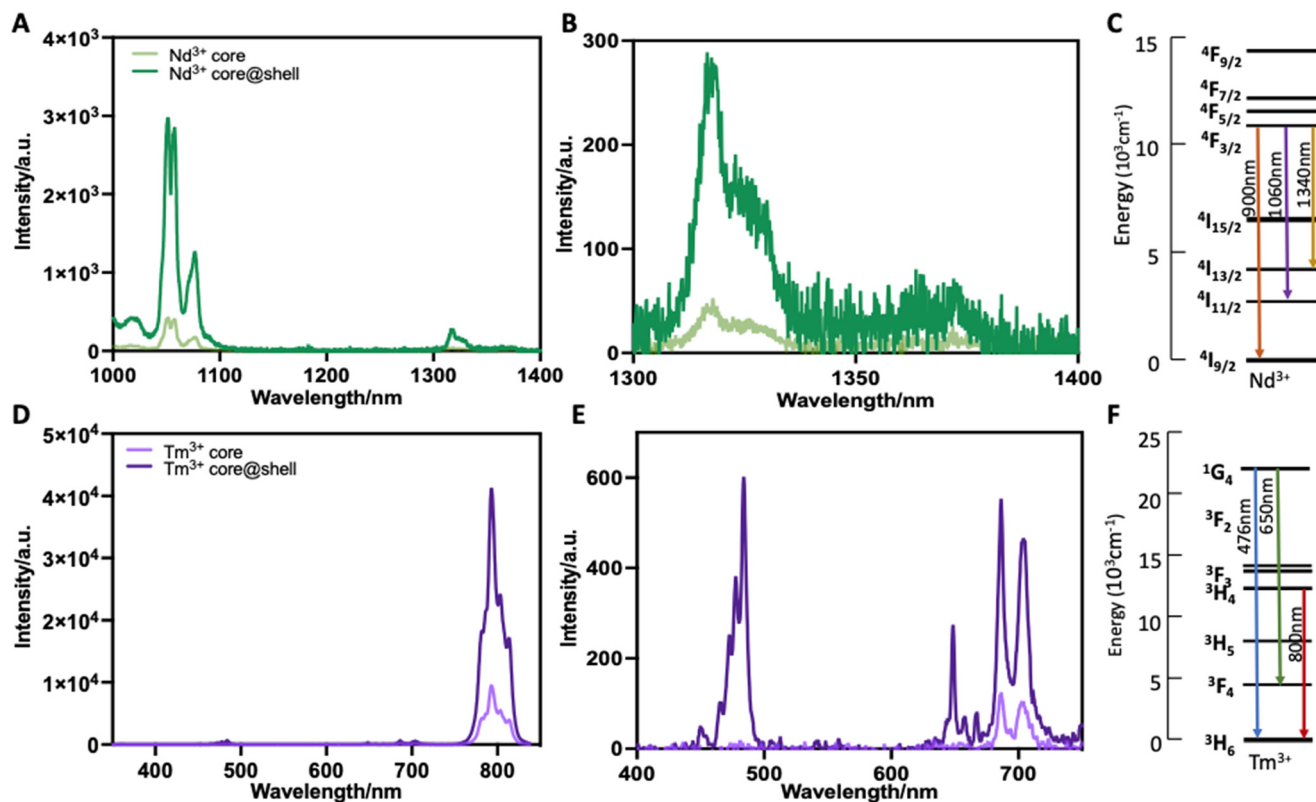 A
4×10³
3×10³
2×10³
1×10³
0
Intensity/a.u.
Nd³⁺ core
Nd³⁺ core@shell
1000 1100 1200 1300 1400
Wavelength/nm
B
300
200
100
0
Intensity/a.u.
1300 1350 1400
Wavelength/nm
C
15
10
5
0
Energy (10³cm⁻¹)
⁴F9/2
⁴F7/2
⁴F5/2
⁴F3/2
⁴I15/2
⁴I13/2
⁴I11/2
⁴I9/2
900nm
1060nm
1340nm
Nd³⁺
D
5×10⁴
4×10⁴
3×10⁴
2×10⁴
1×10⁴
0
Intensity/a.u.
Tm³⁺ core
Tm³⁺ core@shell
400 500 600 700 800
Wavelength/nm
E
600
400
200
0
Intensity/a.u.
400 500 600 700
Wavelength/nm
F
25
20
15
10
5
0
Energy (10³cm⁻¹)
¹G4
³F2
³F3
³H4
³H5
³F4
³H6
476nm
650nm
800nm
Tm³⁺